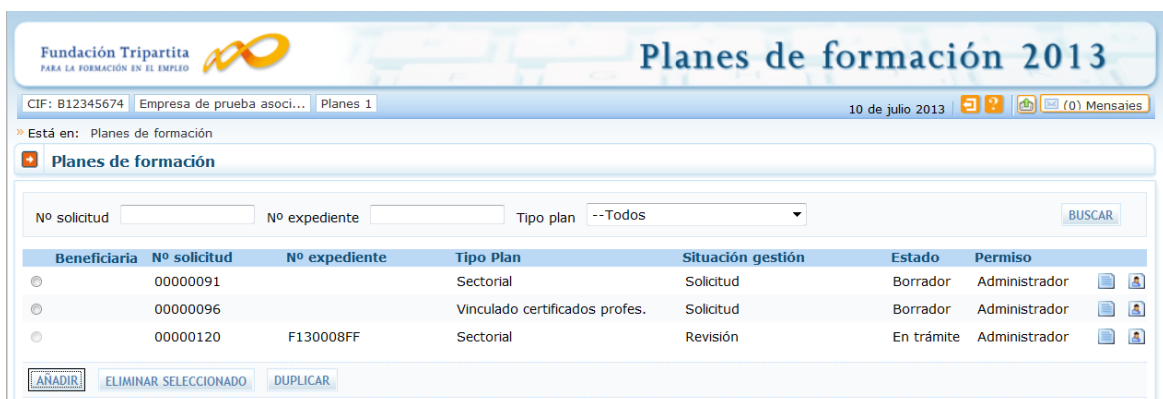 Fundación Tripartita
PARA LA FORMACIÓN EN EL EMPLEO
Planes de formación 2013
CIF: B12345674 Empresa de prueba asoci... Planes 1 10 de julio 2013 ? (0) Mensajes
» Está en: Planes de formación
Planes de formación
Nº solicitud Nº expediente Tipo plan --Todos BUSCAR
Beneficiaria Nº solicitud Nº expediente Tipo Plan Situación gestión Estado Permiso
00000091 Sectorial Solicitud Borrador Administrador
00000096 Vinculado certificados profes. Solicitud Borrador Administrador
00000120 F130008FF Sectorial Revisión En trámite Administrador
AÑADIR ELIMINAR SELECCIONADO DUPLICAR